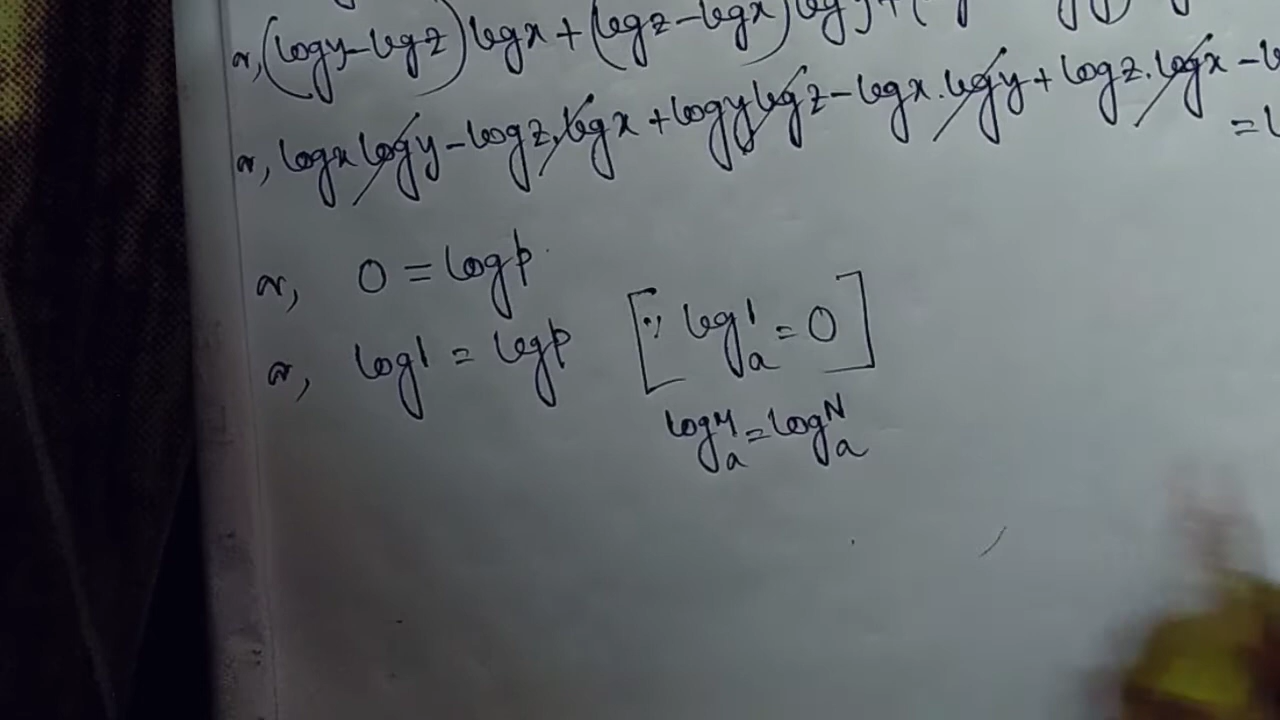 or, (logy-logz) logx + (logz-logx) logy + (
or, logx logy - logz.logx + logy logz - logx.logy + logz.logx -
=
or, 0 = logp
or, log1 = logp [∵ log_a 1 = 0]
log_a M = log_a N